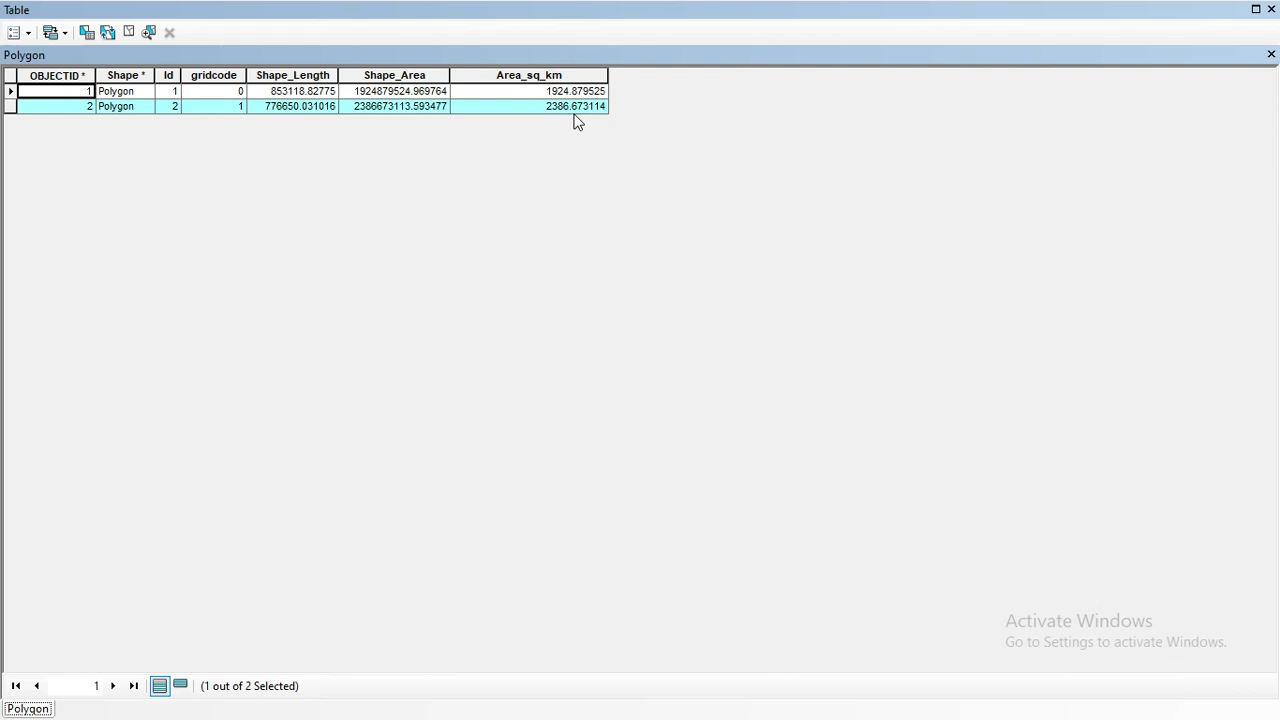 Table
Polygon
OBJECTID * Shape * Id gridcode Shape_Length Shape_Area Area_sq_km
1 Polygon 1 0 853118.82775 1924879524.969764 1924.879525
2 Polygon 2 1 776650.031016 2386673113.593477 2386.673114
Activate Windows
Go to Settings to activate Windows.
1 (1 out of 2 Selected)
Polygon